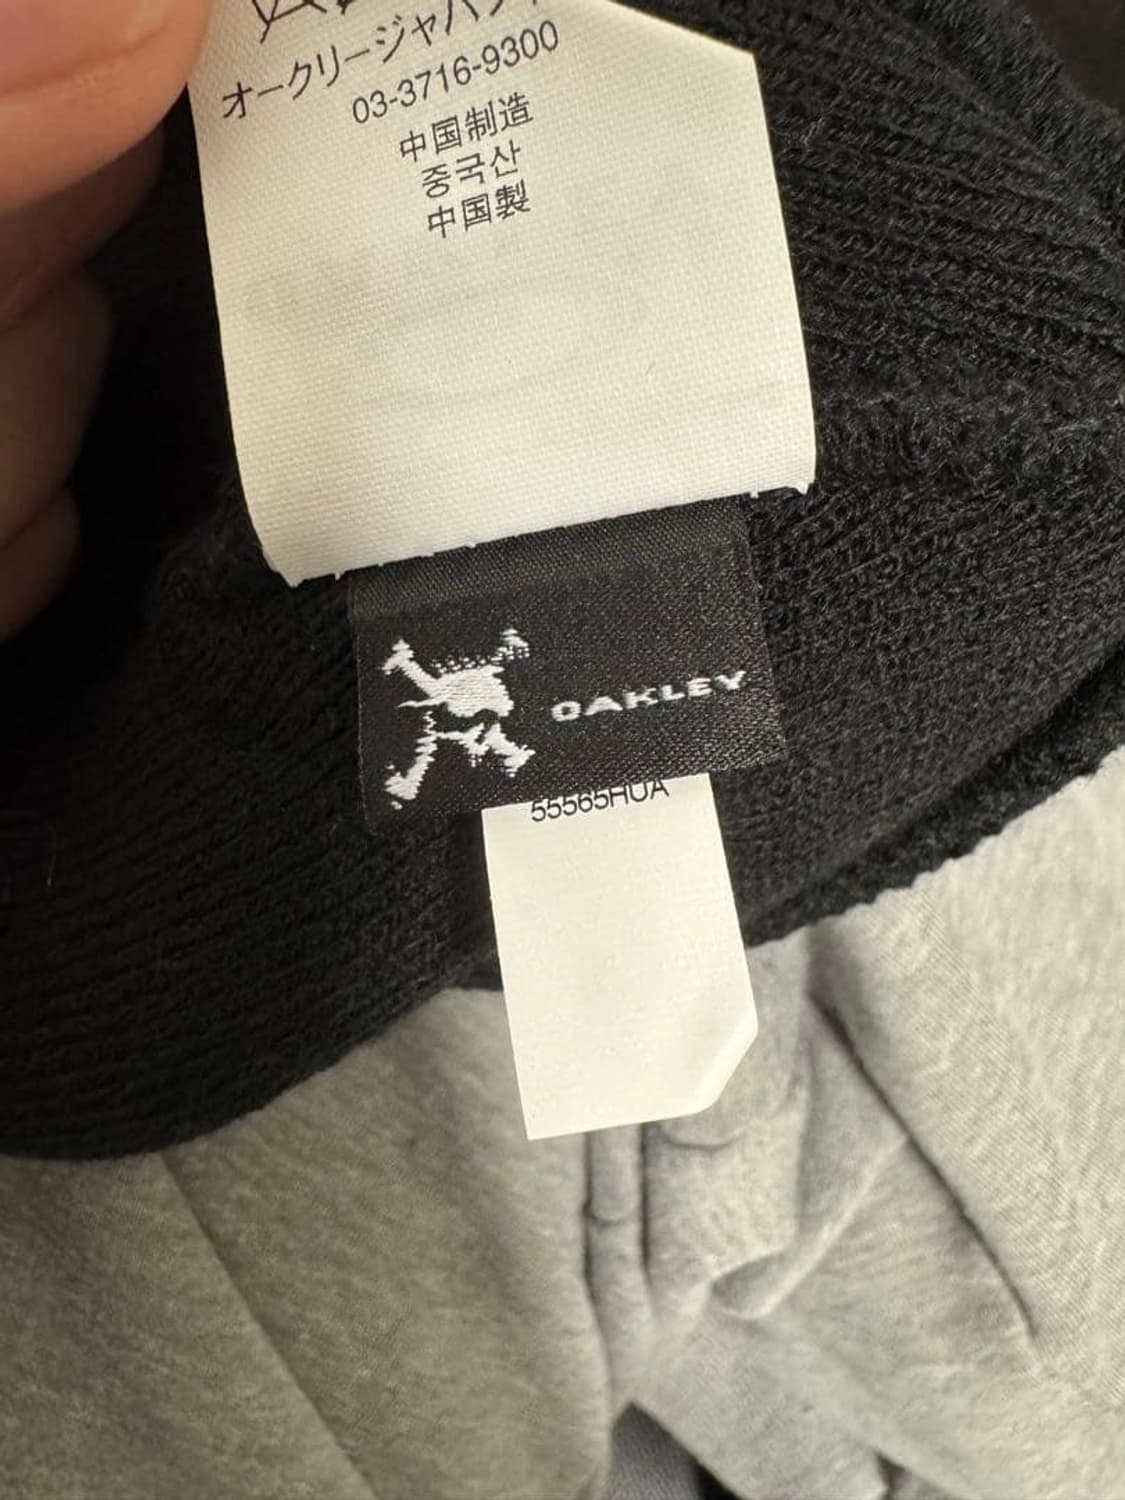 オークリージャパン
03-3716-9300
中国制造
중국산
中国製
OAKLEY
55565HUA